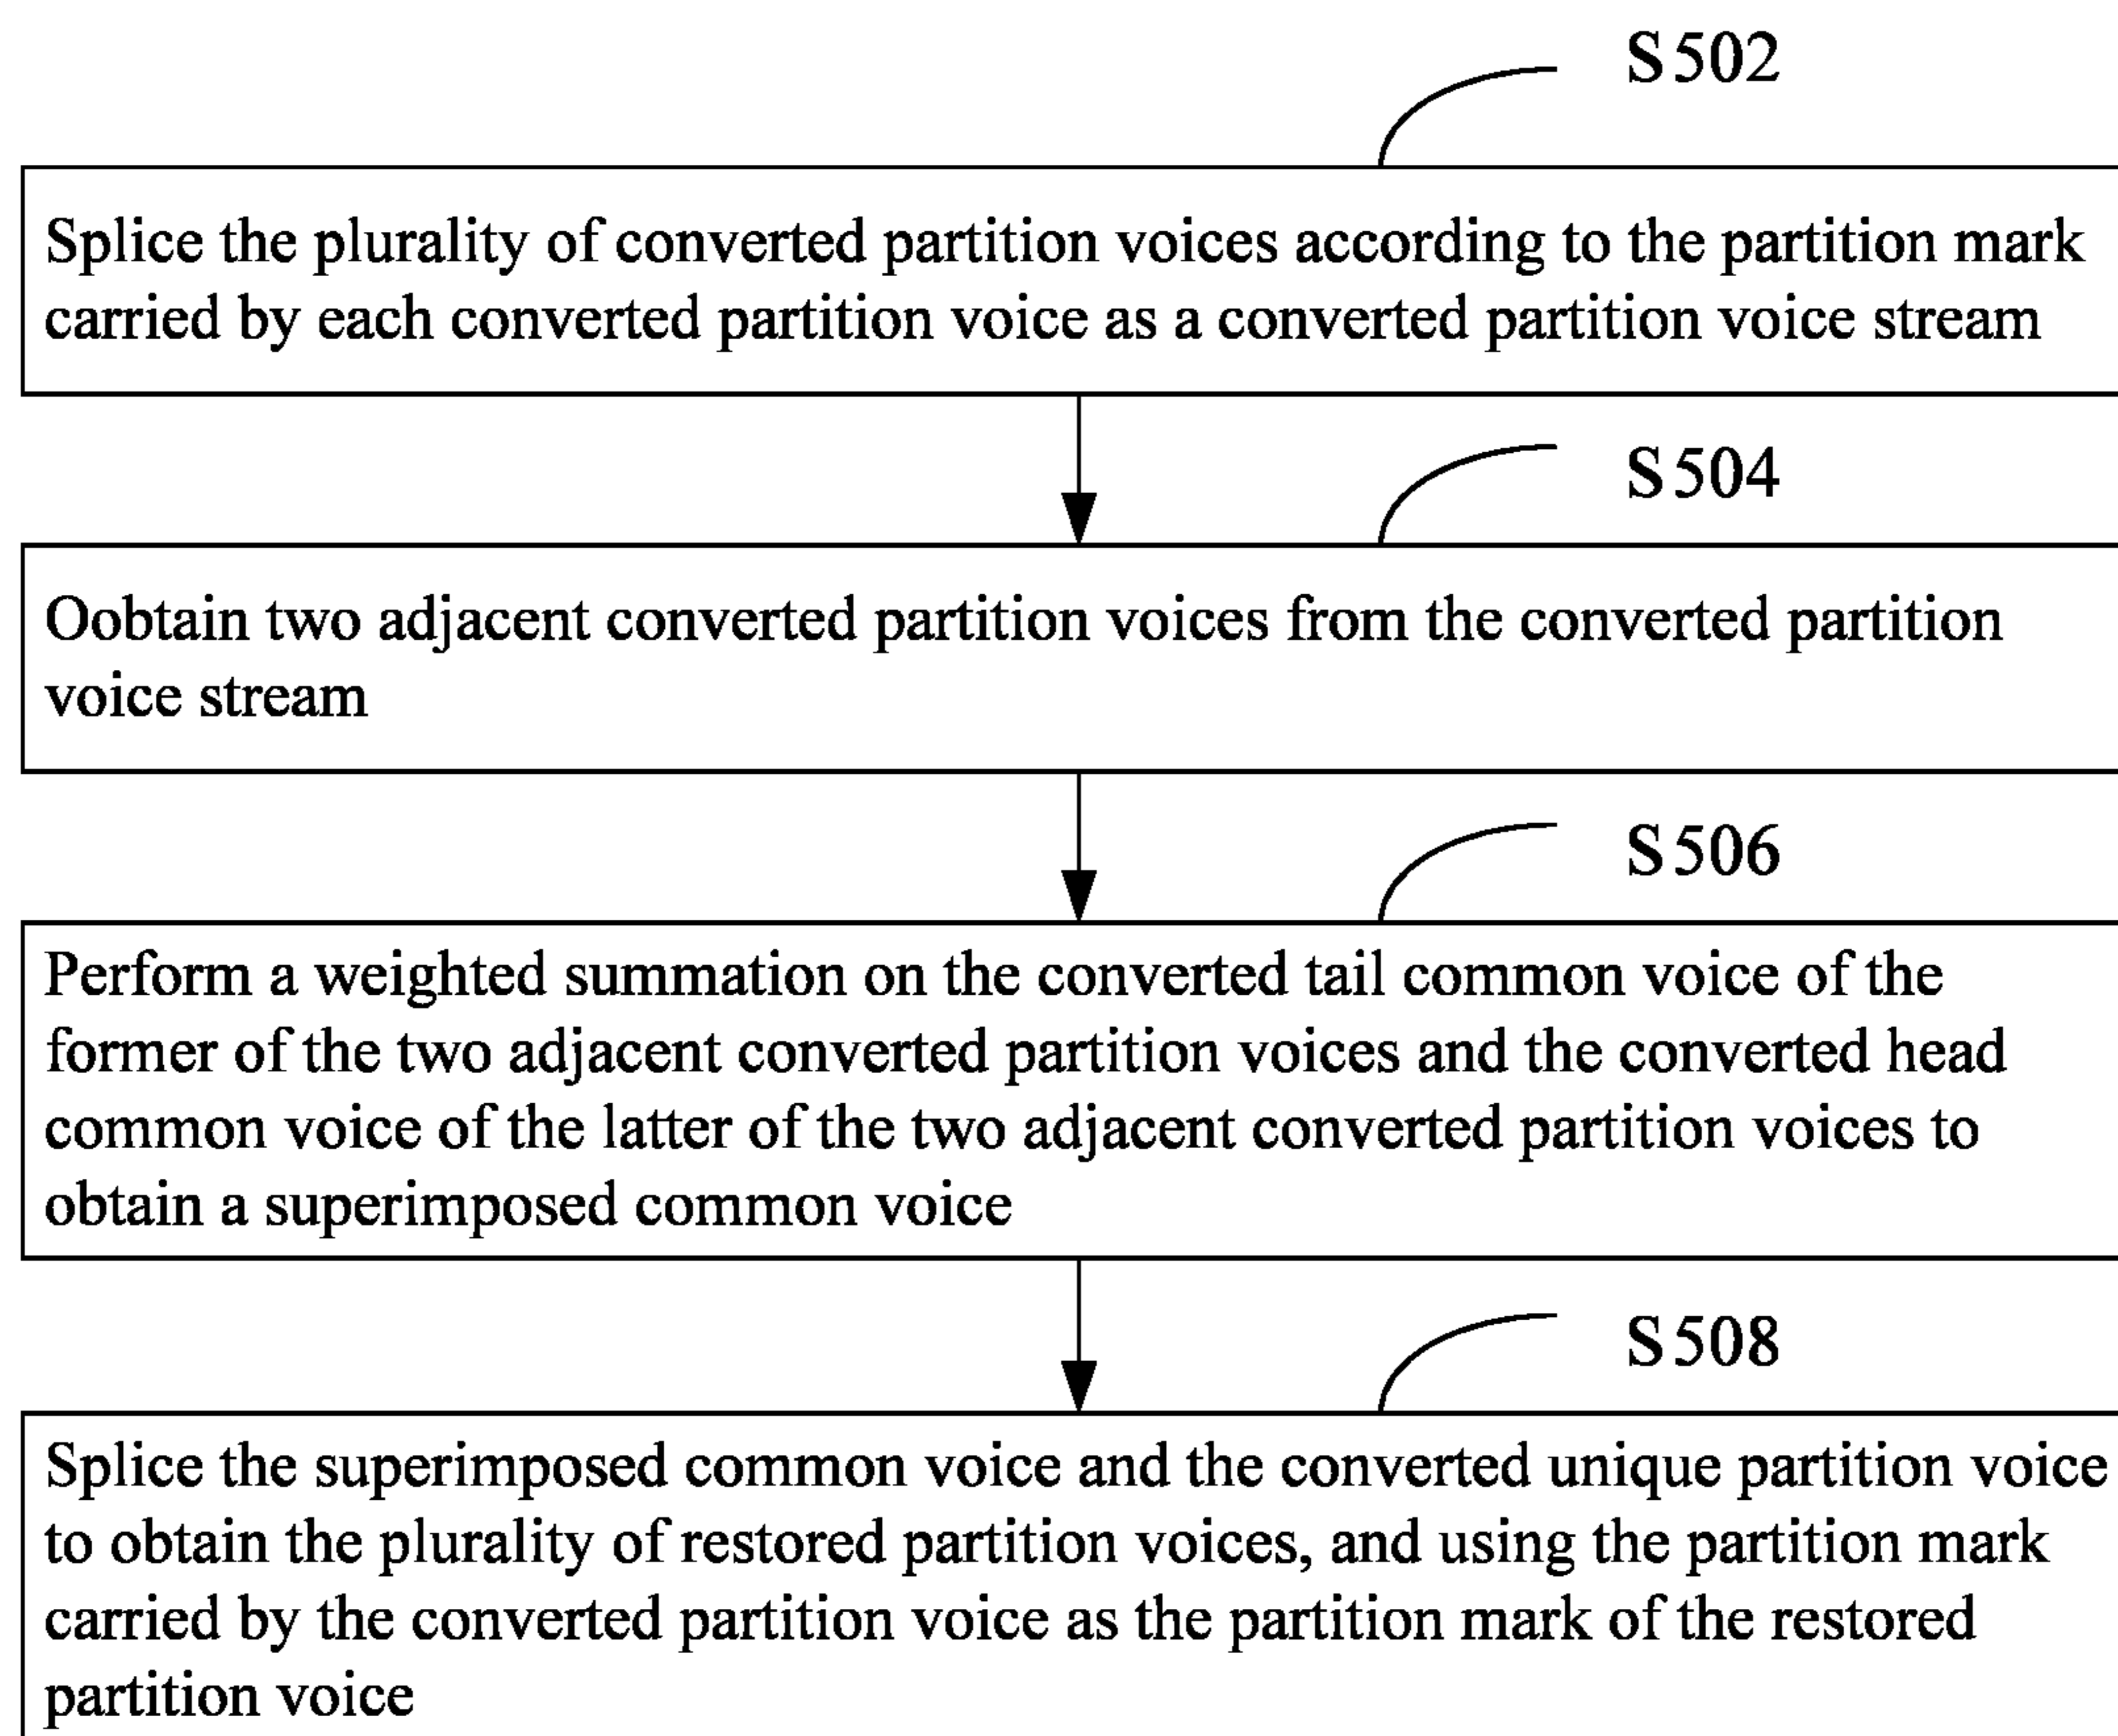 S502
Splice the plurality of converted partition voices according to the partition mark
carried by each converted partition voice as a converted partition voice stream
S504
Oobtain two adjacent converted partition voices from the converted partition
voice stream
S506
Perform a weighted summation on the converted tail common voice of the
former of the two adjacent converted partition voices and the converted head
common voice of the latter of the two adjacent converted partition voices to
obtain a superimposed common voice
S508
Splice the superimposed common voice and the converted unique partition voice
to obtain the plurality of restored partition voices, and using the partition mark
carried by the converted partition voice as the partition mark of the restored
partition voice